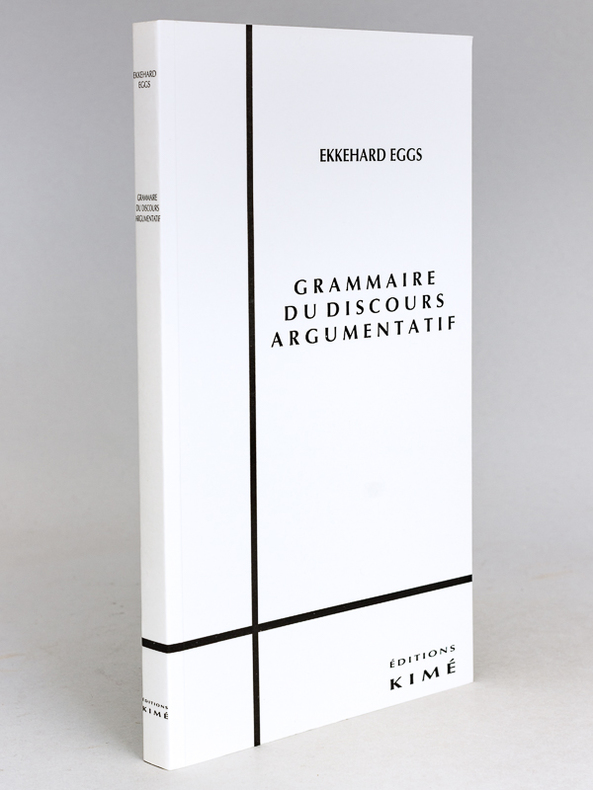 EKKEHARD
EGGS
GRAMMAIRE
DU DISCOURS
ARGUMENTATIF
ÉDITIONS
KIMÉ
EKKEHARD EGGS
GRAMMAIRE
DU DISCOURS
ARGUMENTATIF
ÉDITIONS
KIMÉ